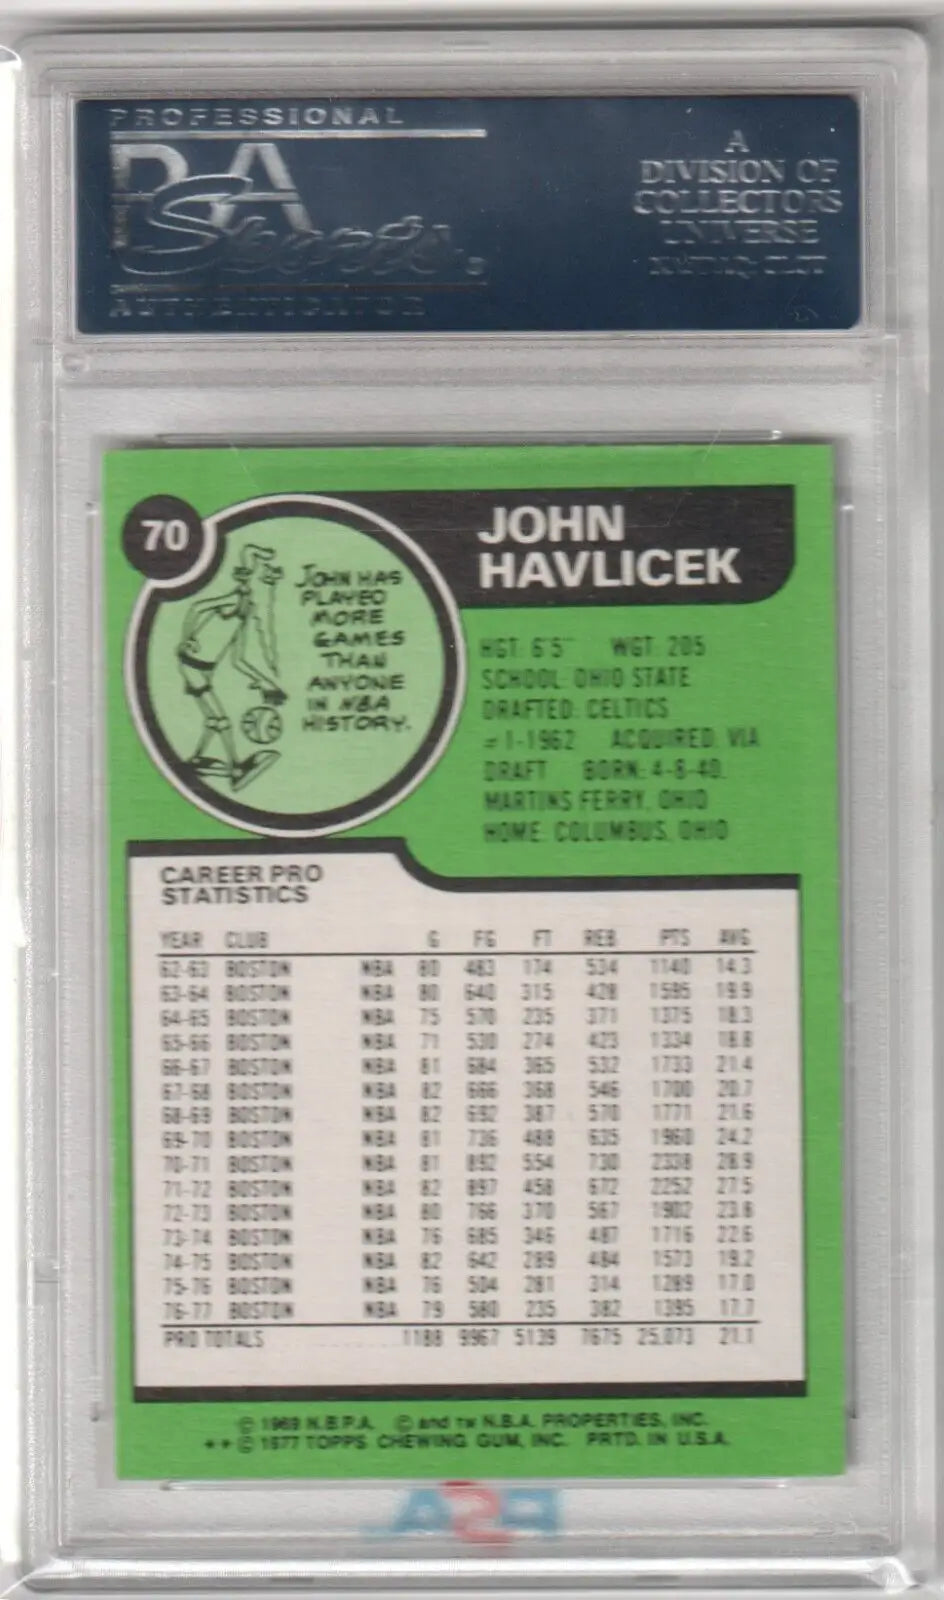 PROFESSIONAL
PSA
Sports
AUTHENTICATOR
A
DIVISION OF
COLLECTORS
UNIVERSE
NASDAQ: CLCT
70
JOHN HAS
PLAYED
MORE
GAMES
THAN
ANYONE
IN NBA
HISTORY.
JOHN
HAVLICEK
HGT: 6'5" WGT: 205
SCHOOL: OHIO STATE
DRAFTED: CELTICS
#1-1962 ACQUIRED: VIA
DRAFT BORN: 4-8-40,
MARTINS FERRY, OHIO
HOME: COLUMBUS, OHIO
CAREER PRO
STATISTICS
YEAR CLUB G FG FT REB PTS AVG
62-63 BOSTON NBA 80 483 174 534 1140 14.3
63-64 BOSTON NBA 80 640 315 428 1595 19.9
64-65 BOSTON NBA 75 570 235 371 1375 18.3
65-66 BOSTON NBA 71 530 274 423 1334 18.8
66-67 BOSTON NBA 81 684 365 532 1733 21.4
67-68 BOSTON NBA 82 666 368 546 1700 20.7
68-69 BOSTON NBA 82 692 387 570 1771 21.6
69-70 BOSTON NBA 81 736 488 635 1960 24.2
70-71 BOSTON NBA 81 892 554 730 2338 28.9
71-72 BOSTON NBA 82 897 458 672 2252 27.5
72-73 BOSTON NBA 80 766 370 567 1902 23.8
73-74 BOSTON NBA 76 685 346 487 1716 22.6
74-75 BOSTON NBA 82 642 289 484 1573 19.2
75-76 BOSTON NBA 76 504 281 314 1289 17.0
76-77 BOSTON NBA 79 580 235 382 1395 17.7
PRO TOTALS 1188 9967 5139 7675 25,073 21.1
© 1969 N.B.P.A. © and TM N.B.A. PROPERTIES, INC.
★★© 1977 TOPPS CHEWING GUM, INC. PRTD. IN U.S.A.
PSA